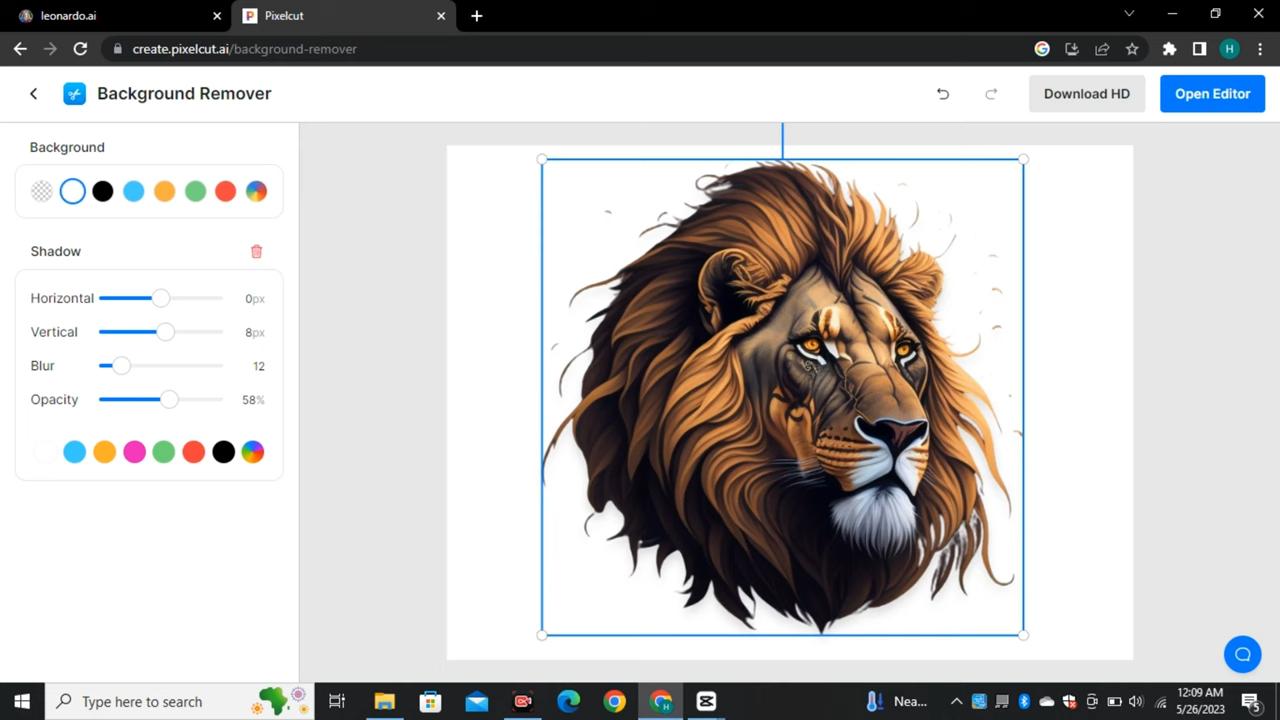 leonardo.ai
Pixelcut
create.pixelcut.ai/background-remover
H
Background Remover
Download HD
Open Editor
Background
Shadow
Horizontal 0px
Vertical 8px
Blur 12
Opacity 58%
Type here to search
Nea...
12:09 AM
5/26/2023
5